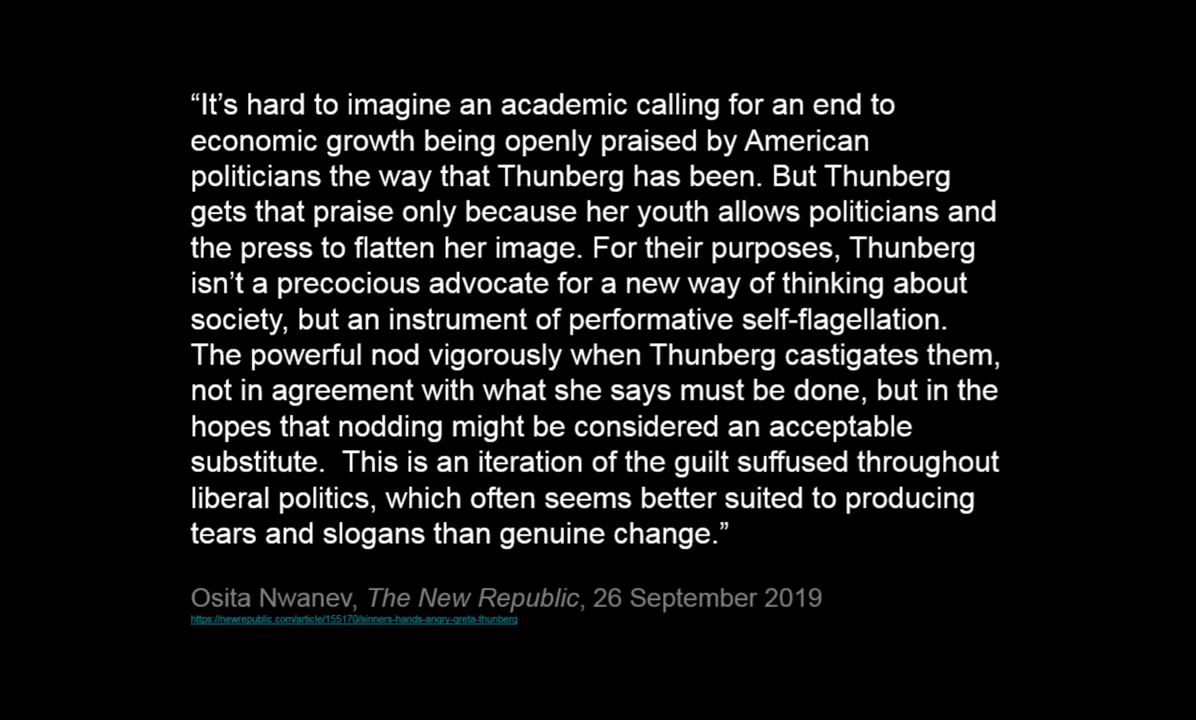 “It’s hard to imagine an academic calling for an end to
economic growth being openly praised by American
politicians the way that Thunberg has been. But Thunberg
gets that praise only because her youth allows politicians and
the press to flatten her image. For their purposes, Thunberg
isn’t a precocious advocate for a new way of thinking about
society, but an instrument of performative self-flagellation.
The powerful nod vigorously when Thunberg castigates them,
not in agreement with what she says must be done, but in the
hopes that nodding might be considered an acceptable
substitute.  This is an iteration of the guilt suffused throughout
liberal politics, which often seems better suited to producing
tears and slogans than genuine change.”
Osita Nwanev, The New Republic, 26 September 2019
https://newrepublic.com/article/155170/sinners-hands-angry-greta-thunberg